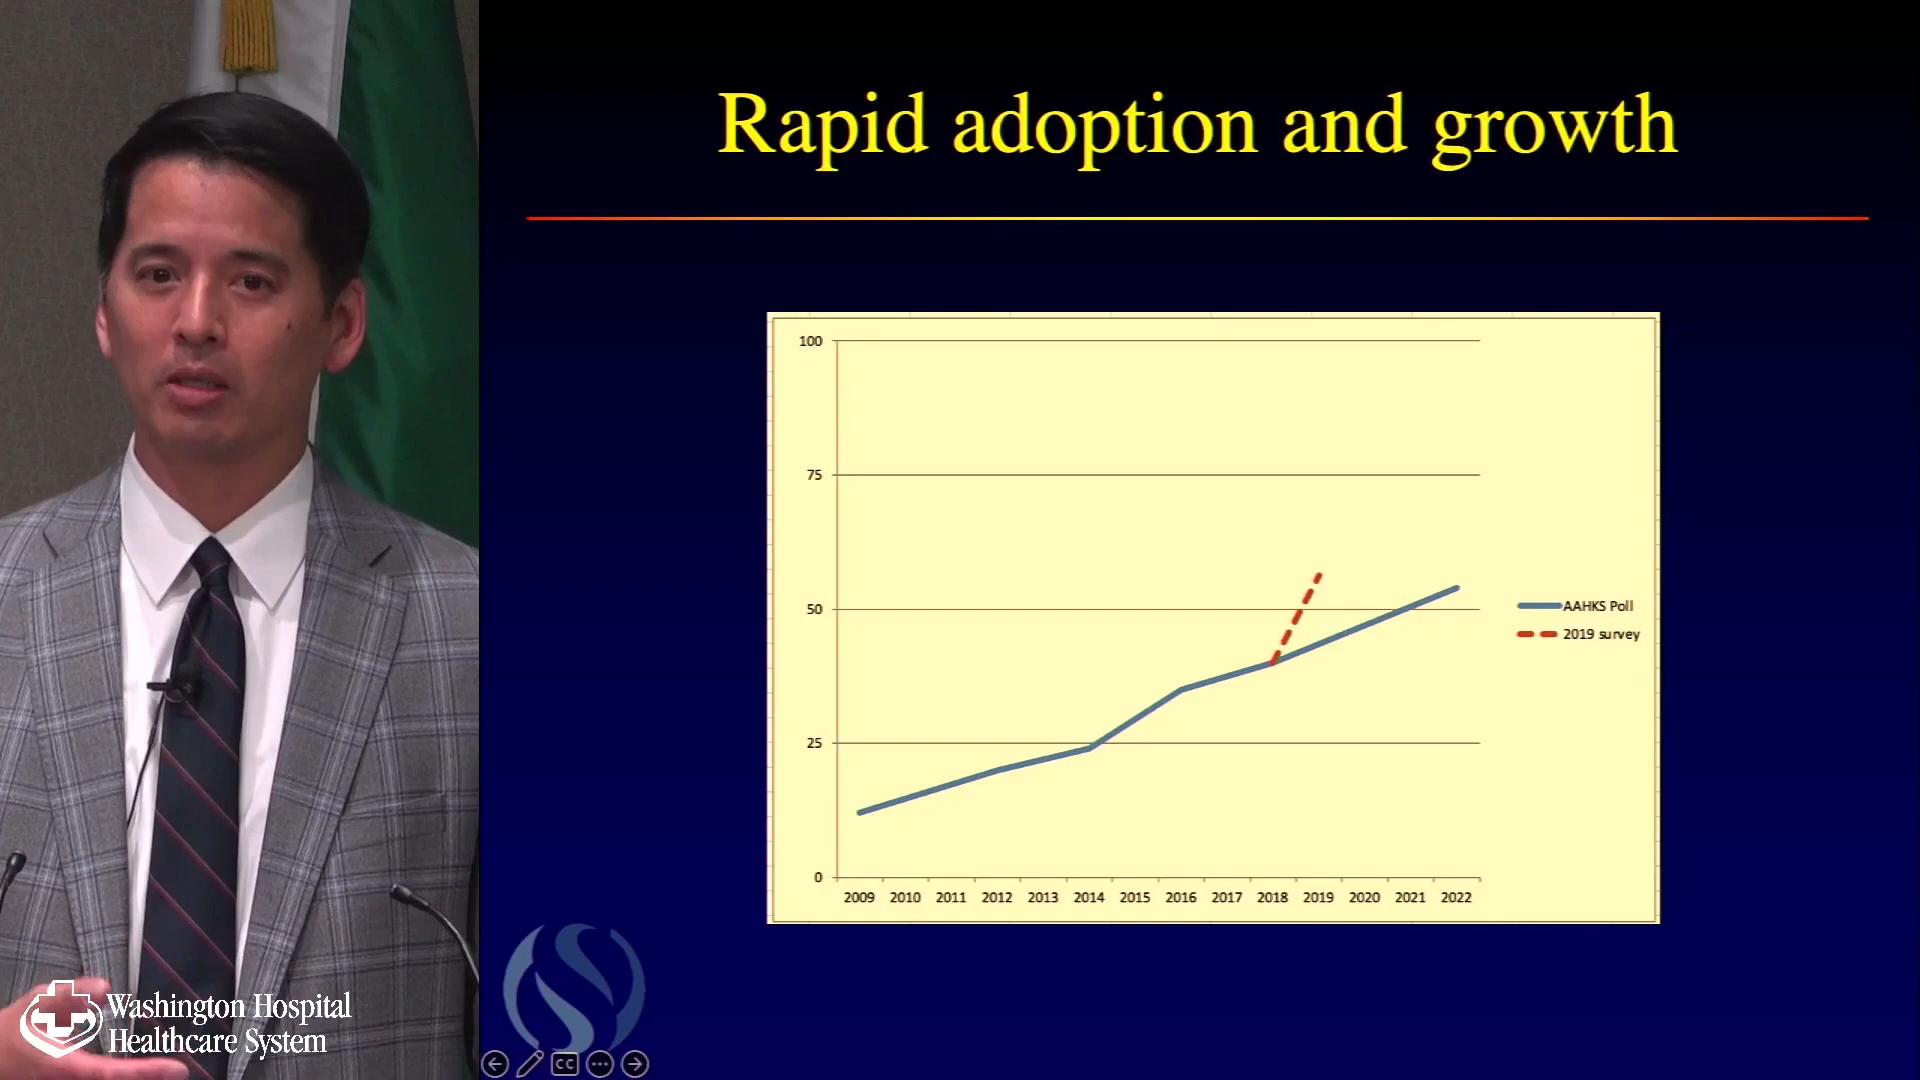 Rapid adoption and growth
100
75
50
25
0
2009 2010 2011 2012 2013 2014 2015 2016 2017 2018 2019 2020 2021 2022
AAHKS Poll
2019 survey
Washington Hospital
Healthcare System
CC